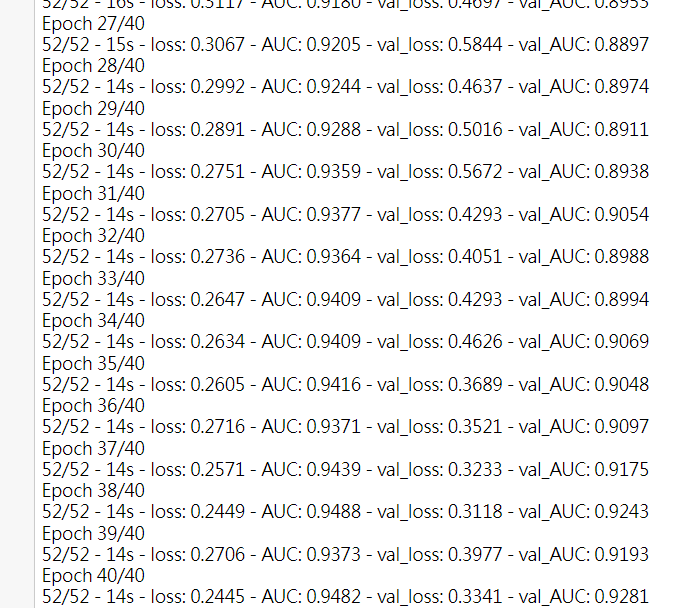 52/52 - 16s - loss: 0.3117 - AUC: 0.9180 - val_loss: 0.4697 - val_AUC: 0.8953
Epoch 27/40
52/52 - 15s - loss: 0.3067 - AUC: 0.9205 - val_loss: 0.5844 - val_AUC: 0.8897
Epoch 28/40
52/52 - 14s - loss: 0.2992 - AUC: 0.9244 - val_loss: 0.4637 - val_AUC: 0.8974
Epoch 29/40
52/52 - 14s - loss: 0.2891 - AUC: 0.9288 - val_loss: 0.5016 - val_AUC: 0.8911
Epoch 30/40
52/52 - 14s - loss: 0.2751 - AUC: 0.9359 - val_loss: 0.5672 - val_AUC: 0.8938
Epoch 31/40
52/52 - 14s - loss: 0.2705 - AUC: 0.9377 - val_loss: 0.4293 - val_AUC: 0.9054
Epoch 32/40
52/52 - 14s - loss: 0.2736 - AUC: 0.9364 - val_loss: 0.4051 - val_AUC: 0.8988
Epoch 33/40
52/52 - 14s - loss: 0.2647 - AUC: 0.9409 - val_loss: 0.4293 - val_AUC: 0.8994
Epoch 34/40
52/52 - 14s - loss: 0.2634 - AUC: 0.9409 - val_loss: 0.4626 - val_AUC: 0.9069
Epoch 35/40
52/52 - 14s - loss: 0.2605 - AUC: 0.9416 - val_loss: 0.3689 - val_AUC: 0.9048
Epoch 36/40
52/52 - 14s - loss: 0.2716 - AUC: 0.9371 - val_loss: 0.3521 - val_AUC: 0.9097
Epoch 37/40
52/52 - 14s - loss: 0.2571 - AUC: 0.9439 - val_loss: 0.3233 - val_AUC: 0.9175
Epoch 38/40
52/52 - 14s - loss: 0.2449 - AUC: 0.9488 - val_loss: 0.3118 - val_AUC: 0.9243
Epoch 39/40
52/52 - 14s - loss: 0.2706 - AUC: 0.9373 - val_loss: 0.3977 - val_AUC: 0.9193
Epoch 40/40
52/52 - 14s - loss: 0.2445 - AUC: 0.9482 - val_loss: 0.3341 - val_AUC: 0.9281